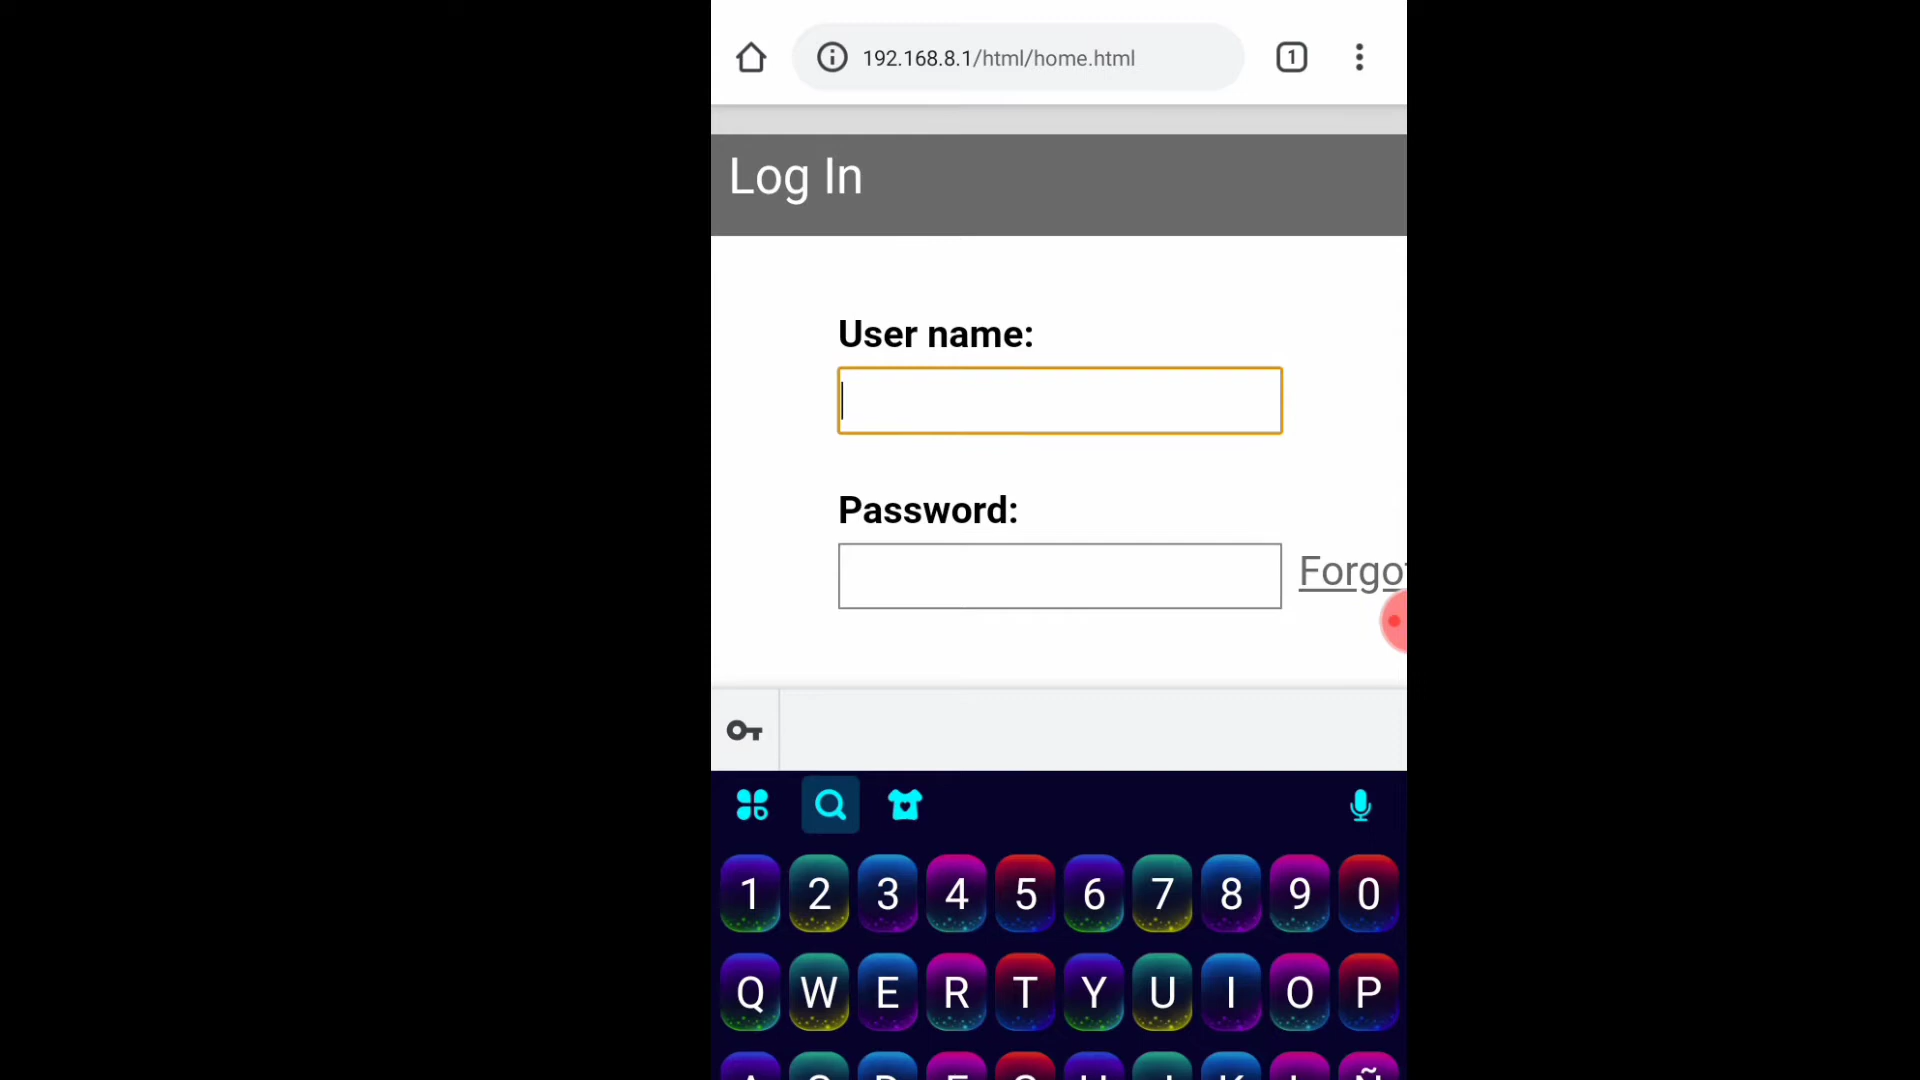 192.168.8.1/html/home.html
1
Log In
User name:
Password:
1 2 3 4 5 6 7 8 9 0
Q W E R T Y U I O P